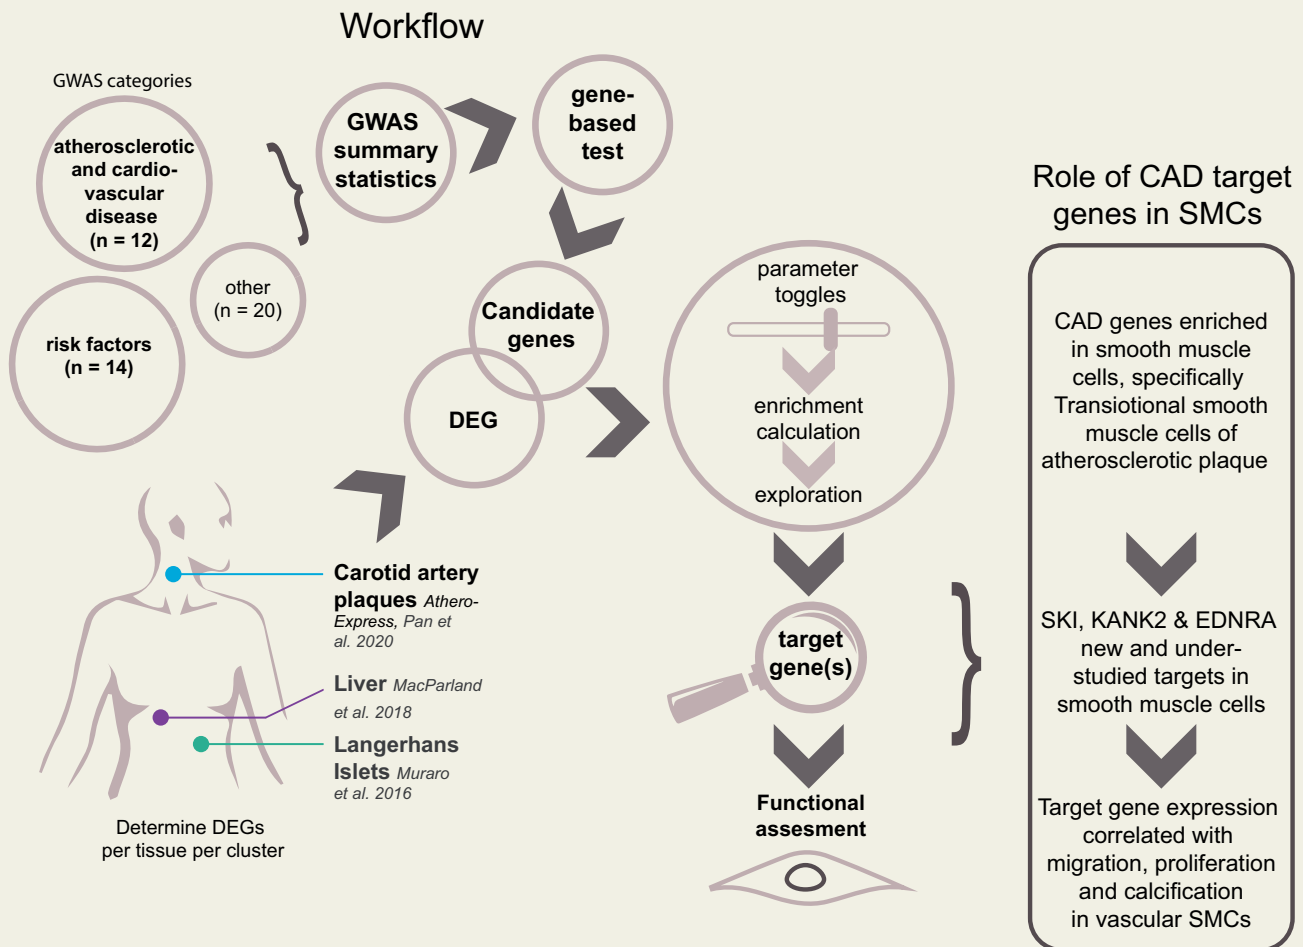 Workflow
GWAS categories
atherosclerotic
and cardio-
vascular
disease
(n = 12)
other
(n = 20)
risk factors
(n = 14)
GWAS
summary
statistics
gene-
based
test
Candidate
genes
DEG
parameter
toggles
enrichment
calculation
exploration
Carotid artery
plaques Athero-
Express, Pan et
al. 2020
Liver MacParland
et al. 2018
Langerhans
Islets Muraro
et al. 2016
Determine DEGs
per tissue per cluster
target
gene(s)
Functional
assesment
Role of CAD target
genes in SMCs
CAD genes enriched
in smooth muscle
cells, specifically
Transiotional smooth
muscle cells of
atherosclerotic plaque
SKI, KANK2 & EDNRA
new and under-
studied targets in
smooth muscle cells
Target gene expression
correlated with
migration, proliferation
and calcification
in vascular SMCs